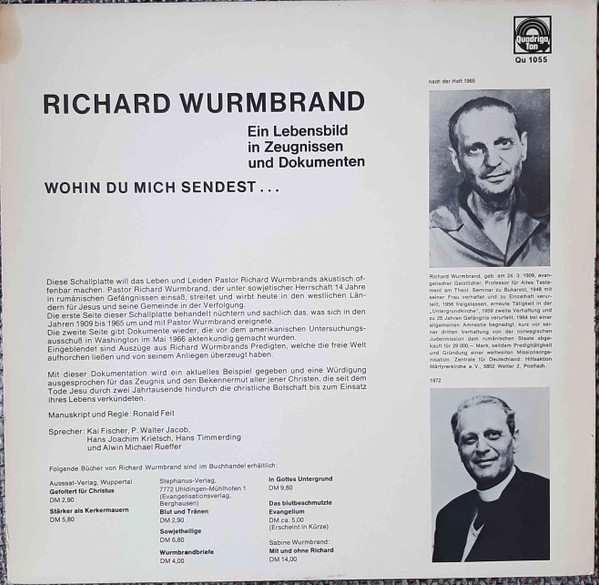 Quadriga Ton
Qu 1055
RICHARD WURMBRAND
Ein Lebensbild
in Zeugnissen
und Dokumenten
WOHIN DU MICH SENDEST . . .
Diese Schallplatte will das Leben und Leiden Pastor Richard Wurmbrands akustisch of-
fenbar machen. Pastor Richard Wurmbrand, der unter sowjetischer Herrschaft 14 Jahre
in rumänischen Gefängnissen einsaß, streitet und wirbt heute in den westlichen Län-
dern für Jesus und seine Gemeinde in der Verfolgung.
Die erste Seite dieser Schallplatte behandelt nüchtern und sachlich das, was sich in den
Jahren 1909 bis 1965 um und mit Pastor Wurmbrand ereignete.
Die zweite Seite gibt Dokumente wieder, die vor dem amerikanischen Untersuchungs-
ausschuß in Washington im Mai 1966 aktenkundig gemacht wurden.
Eingeblendet sind Auszüge aus Richard Wurmbrands Predigten, welche die freie Welt
aufhorchen ließen und von seinem Anliegen überzeugt haben.
Mit dieser Dokumentation wird ein aktuelles Beispiel gegeben und eine Würdigung
ausgesprochen für das Zeugnis und den Bekennermut aller jener Christen, die seit dem
Tode Jesu durch zwei Jahrtausende hindurch die christliche Botschaft bis zum Einsatz
ihres Lebens verkündeten.
Manuskript und Regie: Ronald Feit
Sprecher: Kai Fischer, P. Walter Jacob,
Hans Joachim Krietsch, Hans Timmerding
und Alwin Michael Rueffer
Folgende Bücher von Richard Wurmbrand sind im Buchhandel erhältlich:
Aussaat-Verlag, Wuppertal
Gefoltert für Christus
DM 2,90
Stärker als Kerkermauern
DM 5,80
Stephanus-Verlag,
7772 Uhldingen-Mühlhofen 1
(Evangelisationsverlag,
Berghausen)
Blut und Tränen
DM 2,90
Sowjetheilige
DM 6,80
Wurmbrandbriefe
DM 4,00
In Gottes Untergrund
DM 9,80
Das blutbeschmutzte
Evangelium
DM ca. 5,00
(Erscheint in Kürze)
Sabine Wurmbrand:
Mit und ohne Richard
DM 14,00
nach der Haft 1965
Richard Wurmbrand, geb. am 24. 3. 1909, evan-
gelischer Geistlicher, Professor für Altes Testa-
ment am Theol. Seminar zu Bukarest, 1948 mit
seiner Frau verhaftet und zu Einzelhaft verur-
teilt, 1956 freigelassen, erneute Tätigkeit in der
„Untergrundkirche", 1959 zweite Verhaftung und
zu 25 Jahren Gefängnis verurteilt, 1964 bei einer
allgemeinen Amnestie begnadigt, kurz vor sei-
ner dritten Verhaftung von der norwegischen
Judenmission dem rumänischen Staate abge-
kauft für 29 000,— Mark, seitdem Predigttätigkeit
und Gründung einer weltweiten Missionsorga-
nisation. Zentrale für Deutschland: Hilfsaktion
Märtyrerkirche e. V., 5802 Wetter 2, Postfach.
1972